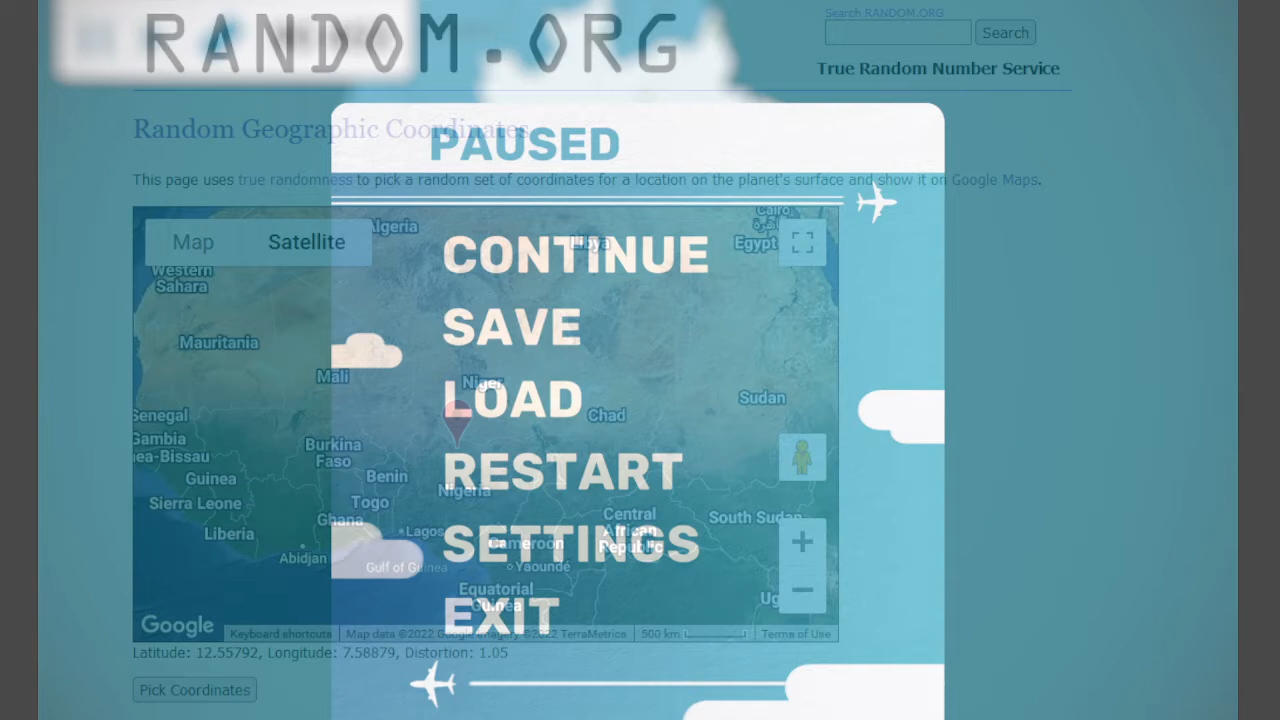 RANDOM.ORG
Search RANDOM.ORG
Search
True Random Number Service
Random Geographic Coordinates
PAUSED
This page uses true randomness to pick a random set of coordinates for a location on the planet's surface and show it on Google Maps.
Map Satellite
CONTINUE
SAVE
LOAD
RESTART
SETTINGS
EXIT
Cairo
القاهرة
Algeria
Libya
Egypt
Western
Sahara
Mauritania
Mali
Niger
Chad
Sudan
Senegal
Gambia
nea-Bissau
Burkina
Faso
Guinea
Benin
Nigeria
Togo
Sierra Leone
Ghana
Central
African
Republic
South Sudan
Liberia
Lagos
Cameroon
Abidjan
Gulf of Guinea
Yaoundé
Equatorial
Guinea
Ug
Google
Keyboard shortcuts Map data ©2022 Google Imagery ©2022 TerraMetrics 500 km Terms of Use
Latitude: 12.55792, Longitude: 7.58879, Distortion: 1.05
Pick Coordinates